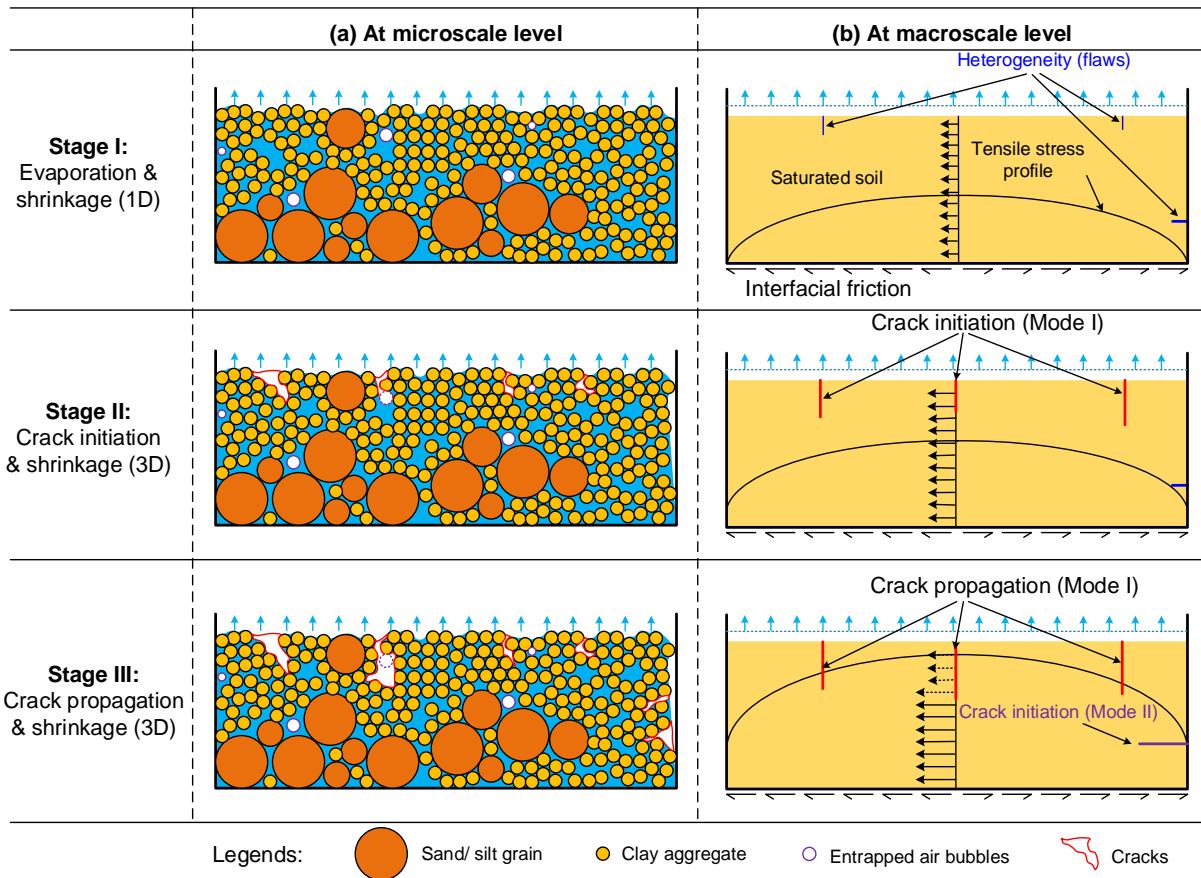 (a) At microscale level
(b) At macroscale level
Stage I:
Evaporation &
shrinkage (1D)
Heterogeneity (flaws)
Saturated soil
Tensile stress
profile
Interfacial friction
Stage II:
Crack initiation
& shrinkage (3D)
Crack initiation (Mode I)
Stage III:
Crack propagation
& shrinkage (3D)
Crack propagation (Mode I)
Crack initiation (Mode II)
Legends:
Sand/ silt grain
Clay aggregate
Entrapped air bubbles
Cracks